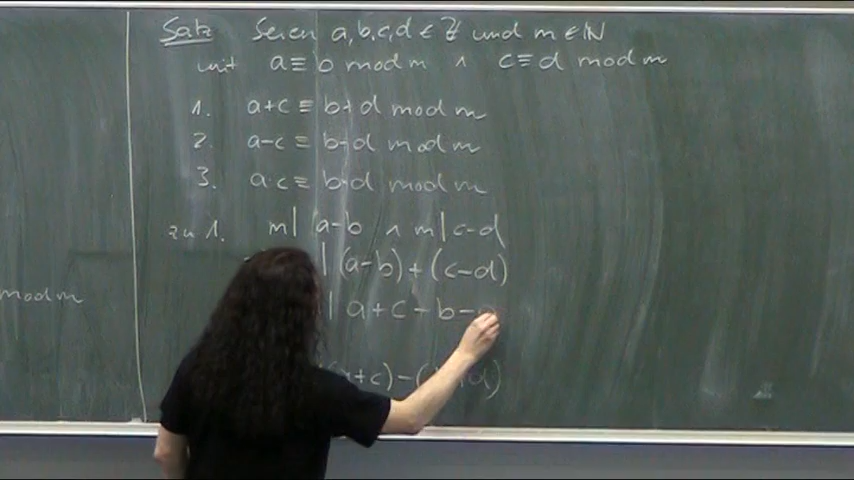 Satz Seien a,b,c,d ∈ ℤ und m ∈ ℕ
mit a ≡ b mod m ∧ c ≡ d mod m
1. a+c ≡ b+d mod m
2. a-c ≡ b-d mod m
3. a·c ≡ b·d mod m
zu 1. m | a-b ∧ m | c-d
| (a-b) + (c-d)
mod m
| a+c-b-
+c)-( d)